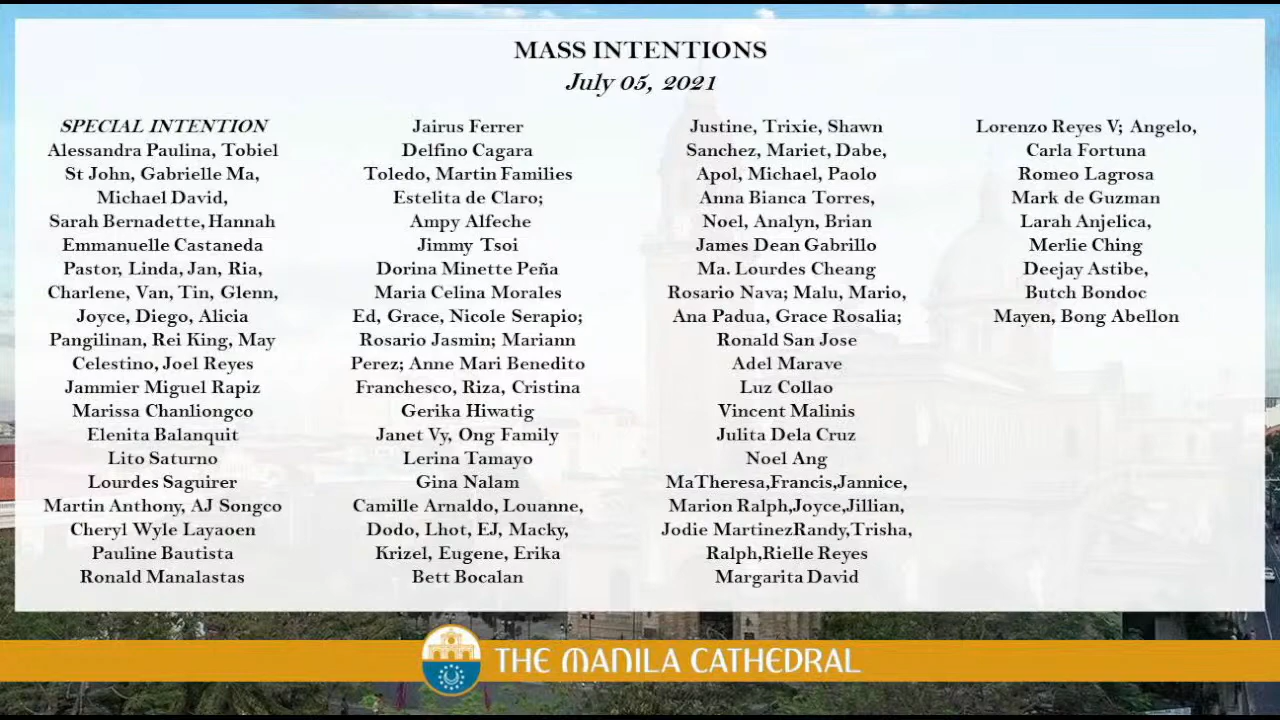 MASS INTENTIONS
July 05, 2021
SPECIAL INTENTION
Alessandra Paulina, Tobiel
St John, Gabrielle Ma,
Michael David,
Sarah Bernadette, Hannah
Emmanuelle Castaneda
Pastor, Linda, Jan, Ria,
Charlene, Van, Tin, Glenn,
Joyce, Diego, Alicia
Pangilinan, Rei King, May
Celestino, Joel Reyes
Jammier Miguel Rapiz
Marissa Chanliongco
Elenita Balanquit
Lito Saturno
Lourdes Saguirer
Martin Anthony, AJ Songco
Cheryl Wyle Layaoen
Pauline Bautista
Ronald Manalastas
Jairus Ferrer
Delfino Cagara
Toledo, Martin Families
Estelita de Claro;
Ampy Alfeche
Jimmy Tsoi
Dorina Minette Peña
Maria Celina Morales
Ed, Grace, Nicole Serapio;
Rosario Jasmin; Mariann
Perez; Anne Mari Benedito
Franchesco, Riza, Cristina
Gerika Hiwatig
Janet Vy, Ong Family
Lerina Tamayo
Gina Nalam
Camille Arnaldo, Louanne,
Dodo, Lhot, EJ, Macky,
Krizel, Eugene, Erika
Bett Bocalan
Justine, Trixie, Shawn
Sanchez, Mariet, Dabe,
Apol, Michael, Paolo
Anna Bianca Torres,
Noel, Analyn, Brian
James Dean Gabrillo
Ma. Lourdes Cheang
Rosario Nava; Malu, Mario,
Ana Padua, Grace Rosalia;
Ronald San Jose
Adel Marave
Luz Collao
Vincent Malinis
Julita Dela Cruz
Noel Ang
MaTheresa,Francis,Jannice,
Marion Ralph,Joyce,Jillian,
Jodie MartinezRandy,Trisha,
Ralph,Rielle Reyes
Margarita David
Lorenzo Reyes V; Angelo,
Carla Fortuna
Romeo Lagrosa
Mark de Guzman
Larah Anjelica,
Merlie Ching
Deejay Astibe,
Butch Bondoc
Mayen, Bong Abellon
THE MANILA CATHEDRAL